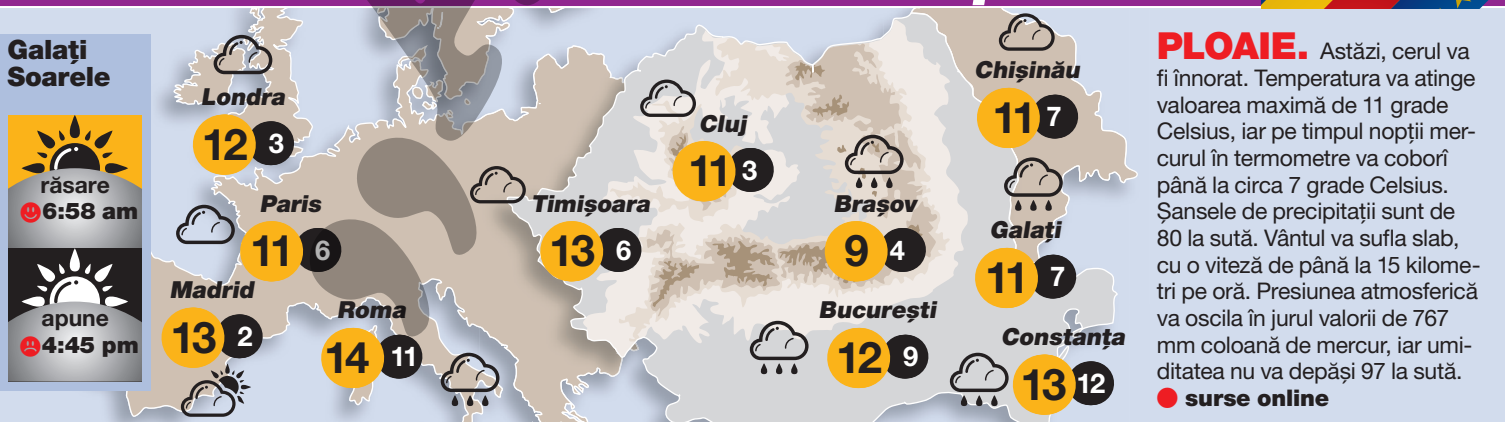 Galați
Soarele
răsare
6:58 am
apune
4:45 pm
Londra
12 3
Paris
11 6
Madrid
13 2
Roma
14 11
Timișoara
13 6
Cluj
11 3
Brașov
9 4
București
12 9
Chișinău
11 7
Galați
11 7
Constanța
13 12
PLOAIE. Astăzi, cerul va
fi înnorat. Temperatura va atinge
valoarea maximă de 11 grade
Celsius, iar pe timpul nopții mer-
curul în termometre va coborî
până la circa 7 grade Celsius.
Șansele de precipitații sunt de
80 la sută. Vântul va sufla slab,
cu o viteză de până la 15 kilome-
tri pe oră. Presiunea atmosferică
va oscila în jurul valorii de 767
mm coloană de mercur, iar umi-
ditatea nu va depăși 97 la sută.
surse online